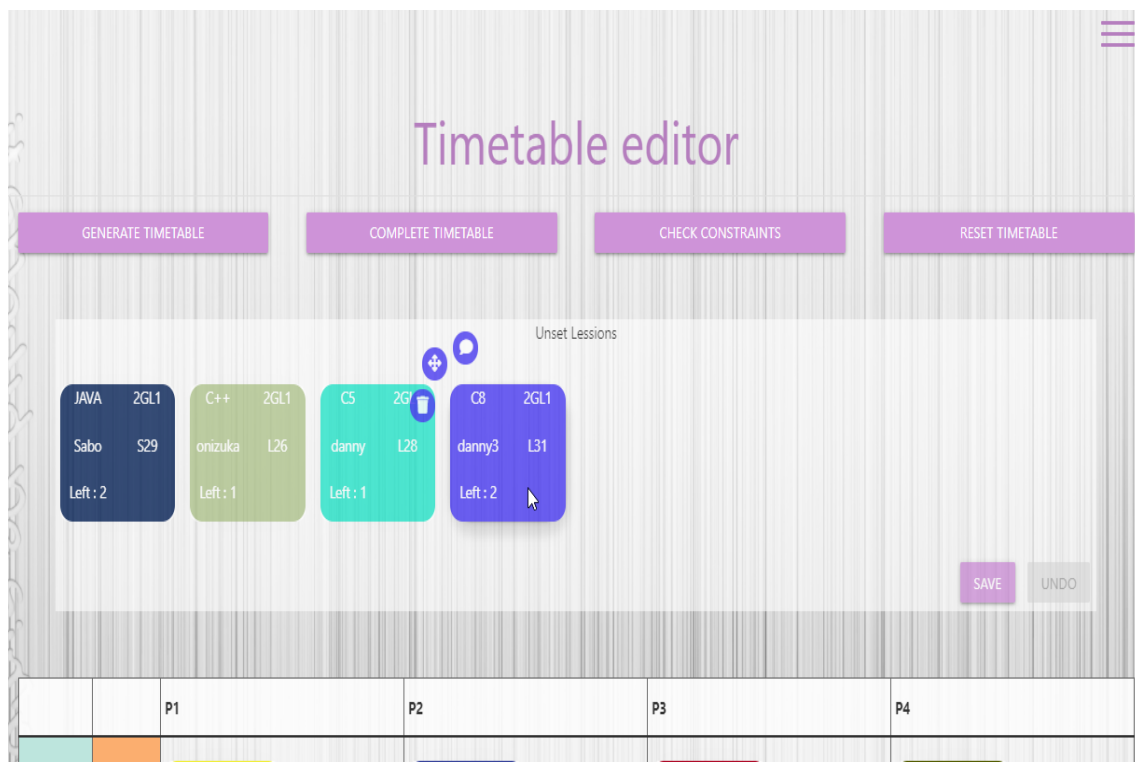 Timetable editor
GENERATE TIMETABLE COMPLETE TIMETABLE CHECK CONSTRAINTS RESET TIMETABLE
Unset Lessions
JAVA 2GL1
Sabo S29
Left : 2
C++ 2GL1
onizuka L26
Left : 1
C5
danny L28
Left : 1
C8 2GL1
danny3 L31
Left : 2
SAVE UNDO
P1 P2 P3 P4